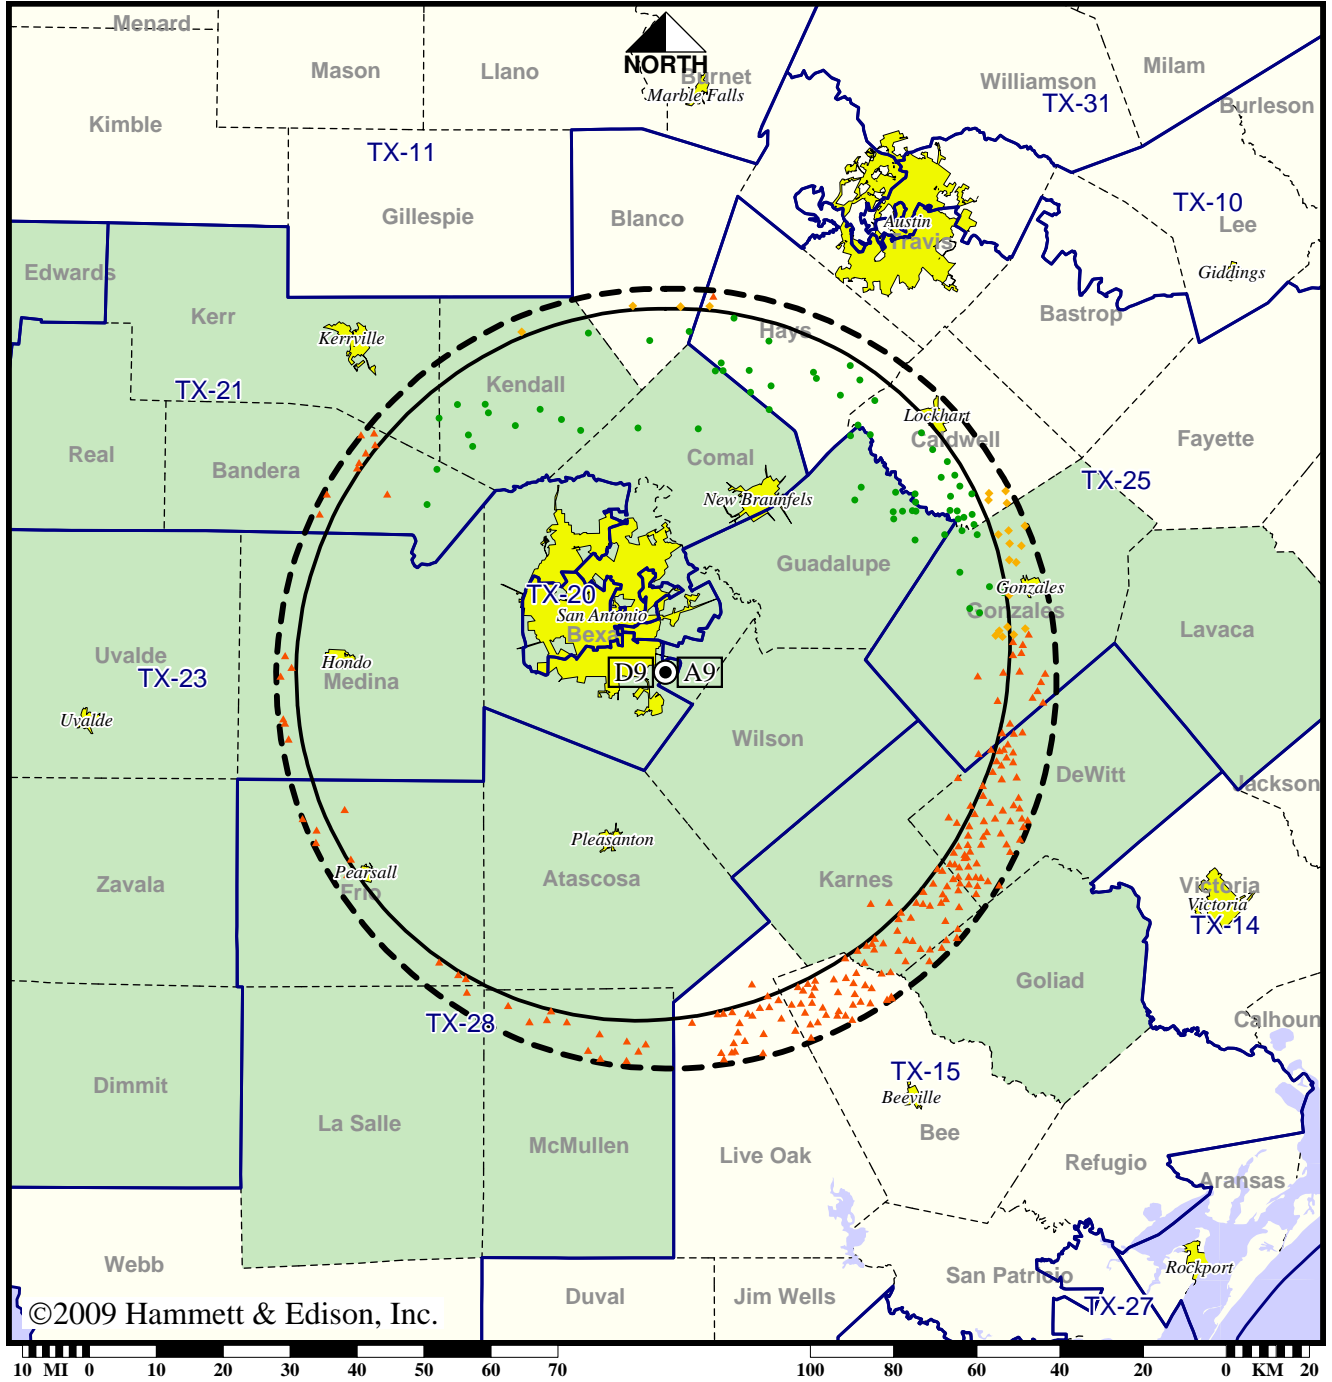 Menard
Mason
Llano
NORTH
Burnet
Marble Falls
Williamson
TX-31
Milam
Burleson
Kimble
TX-11
Gillespie
Blanco
Austin
Travis
TX-10
Lee
Giddings
Edwards
Kerr
Kerrville
Hays
Bastrop
TX-21
Kendall
Lockhart
Caldwell
Fayette
Real
Bandera
Comal
New Braunfels
TX-25
Guadalupe
TX-20
San Antonio
Bexa
Gonzales
Gonzales
Lavaca
Uvalde
TX-23
Hondo
Medina
D9
A9
Uvalde
Wilson
DeWitt
Jackson
Pleasanton
Zavala
Pearsall
Frio
Atascosa
Karnes
Victoria
Victoria
TX-14
Goliad
TX-28
Calhoun
Dimmit
La Salle
McMullen
TX-15
Beeville
Bee
Live Oak
Refugio
Aransas
Webb
San Patricio
Rockport
©2009 Hammett & Edison, Inc.
Duval
Jim Wells
TX-27
10 MI 0 10 20 30 40 50 60 70 100 80 60 40 20 0 KM 20